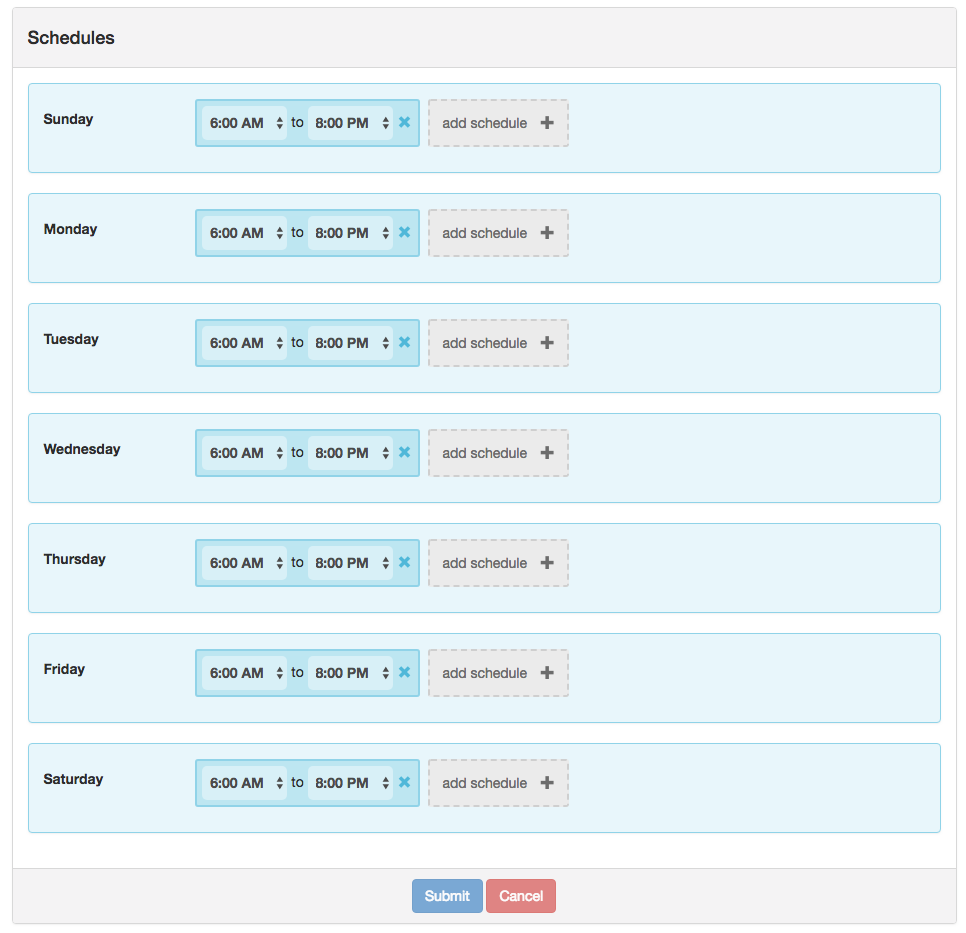 Schedules
Sunday 6:00 AM to 8:00 PM add schedule
Monday 6:00 AM to 8:00 PM add schedule
Tuesday 6:00 AM to 8:00 PM add schedule
Wednesday 6:00 AM to 8:00 PM add schedule
Thursday 6:00 AM to 8:00 PM add schedule
Friday 6:00 AM to 8:00 PM add schedule
Saturday 6:00 AM to 8:00 PM add schedule
Submit Cancel